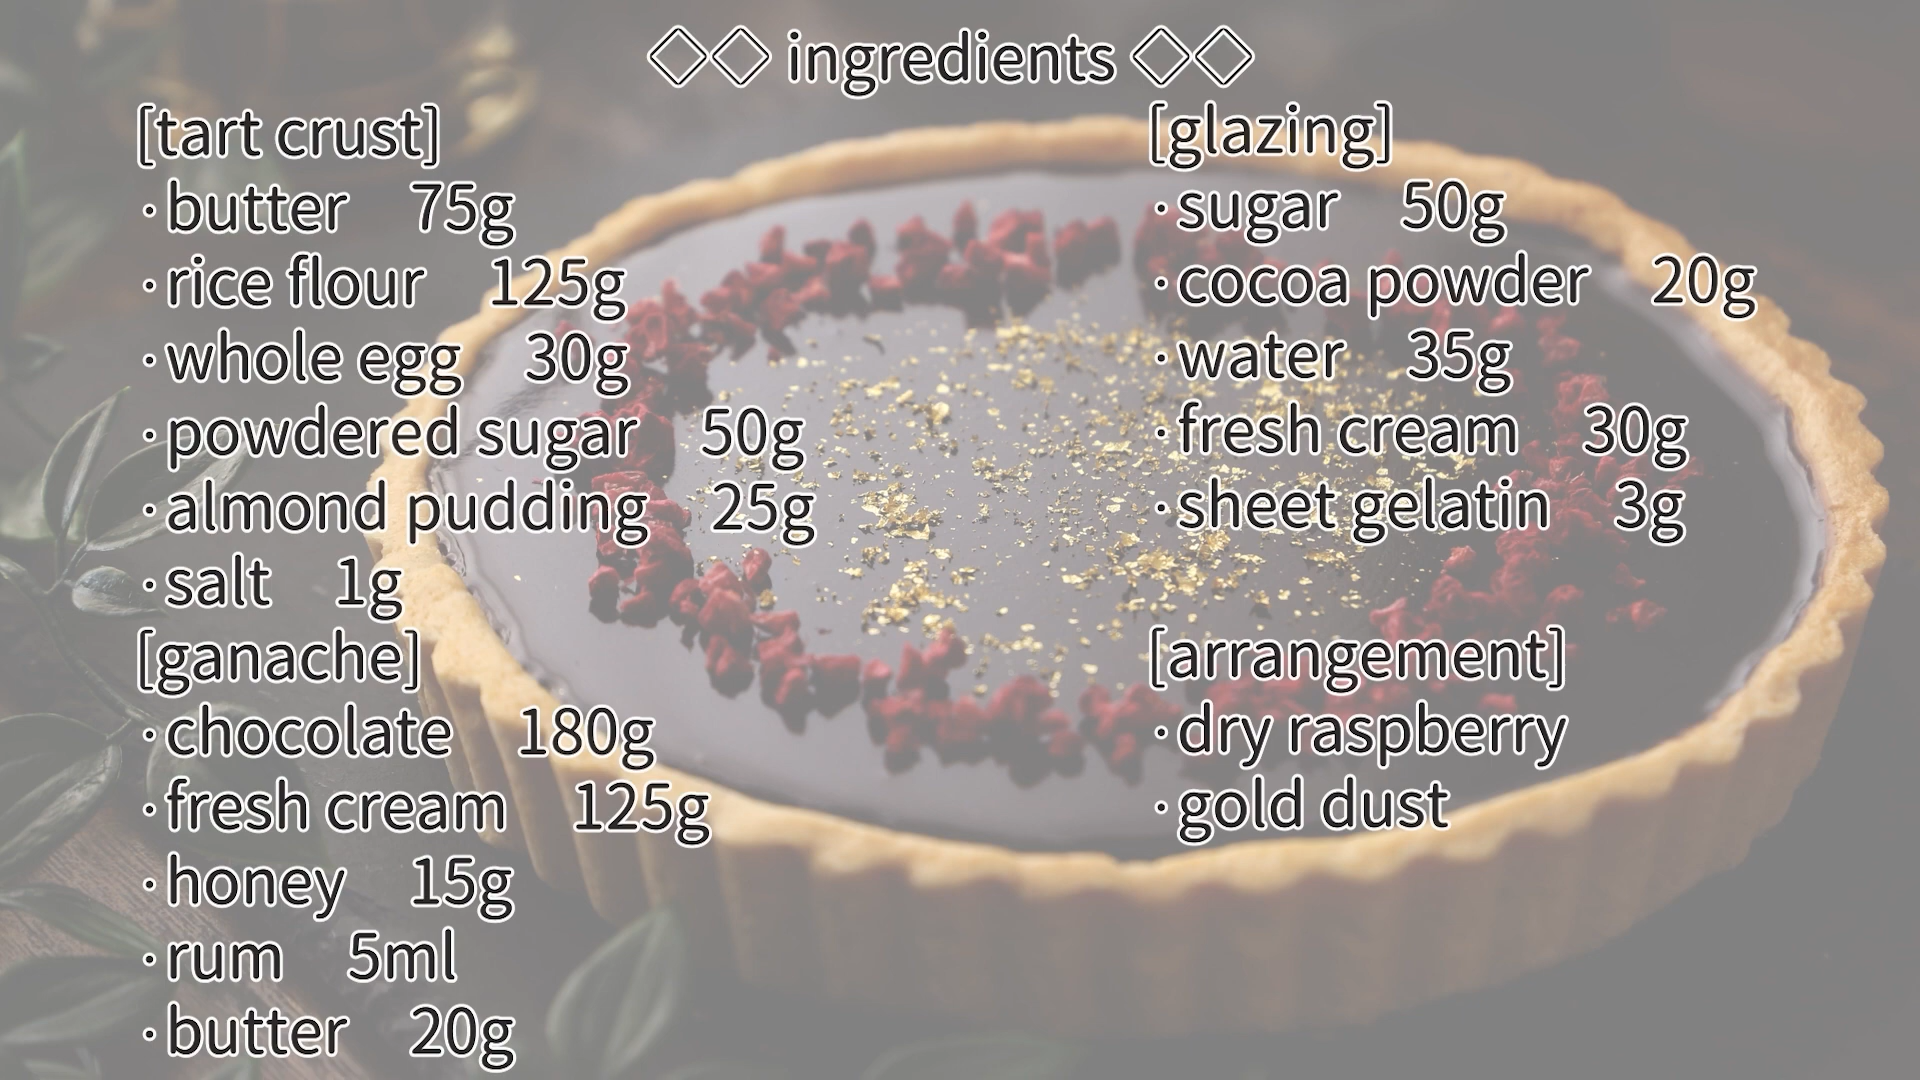 ◇◇ ingredients ◇◇
[tart crust]
·butter 75g
·rice flour 125g
·whole egg 30g
·powdered sugar 50g
·almond pudding 25g
·salt 1g
[ganache]
·chocolate 180g
·fresh cream 125g
·honey 15g
·rum 5ml
·butter 20g
[glazing]
·sugar 50g
·cocoa powder 20g
·water 35g
·fresh cream 30g
·sheet gelatin 3g
[arrangement]
·dry raspberry
·gold dust